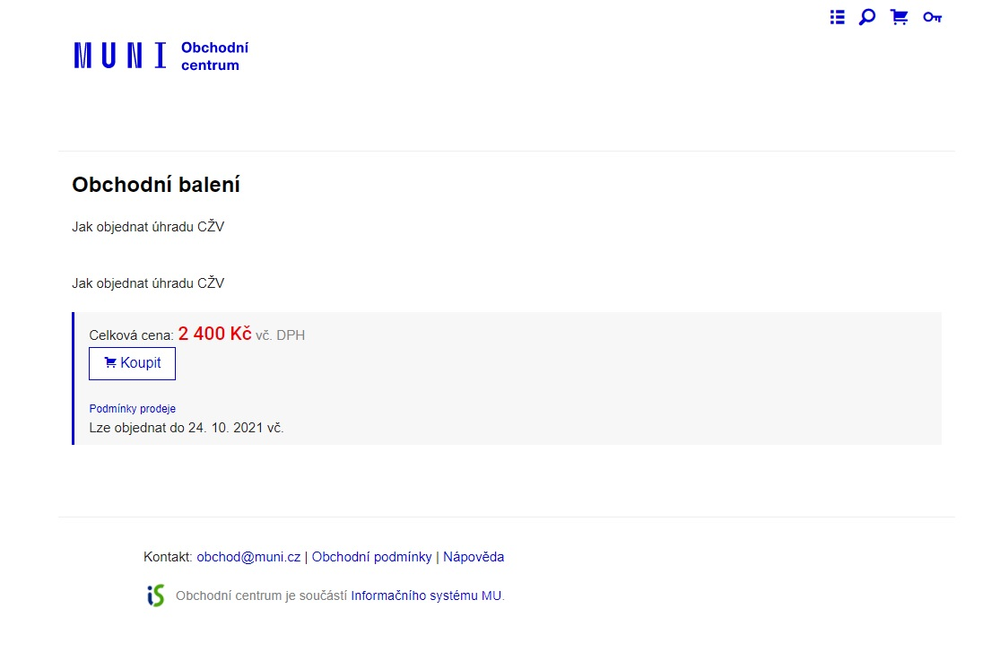 MUNI Obchodní
centrum
Obchodní balení
Jak objednat úhradu CŽV
Jak objednat úhradu CŽV
Celková cena: 2 400 Kč vč. DPH
Koupit
Podmínky prodeje
Lze objednat do 24. 10. 2021 vč.
Kontakt: obchod@muni.cz | Obchodní podmínky | Nápověda
iS Obchodní centrum je součástí Informačního systému MU.